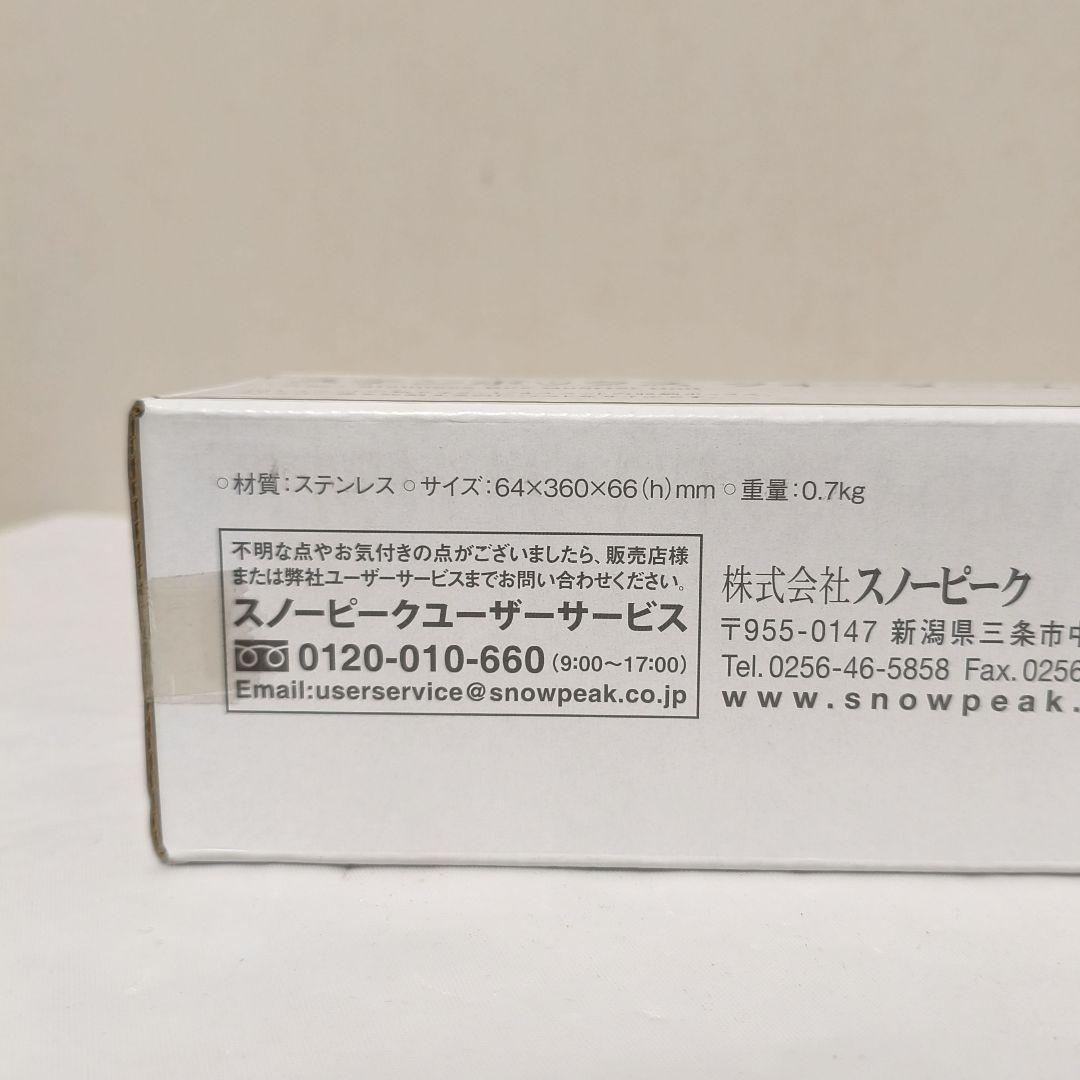 ○材質：ステンレス ○サイズ：64×360×66（h）mm ○重量：0.7kg
不明な点やお気付きの点がございましたら、販売店様
または弊社ユーザーサービスまでお問い合わせください。
スノーピークユーザーサービス
0120-010-660（9:00〜17:00）
Email:userservice@snowpeak.co.jp
株式会社スノーピーク
〒955-0147 新潟県三条市中
Tel.0256-46-5858 Fax.0256
www.snowpeak.